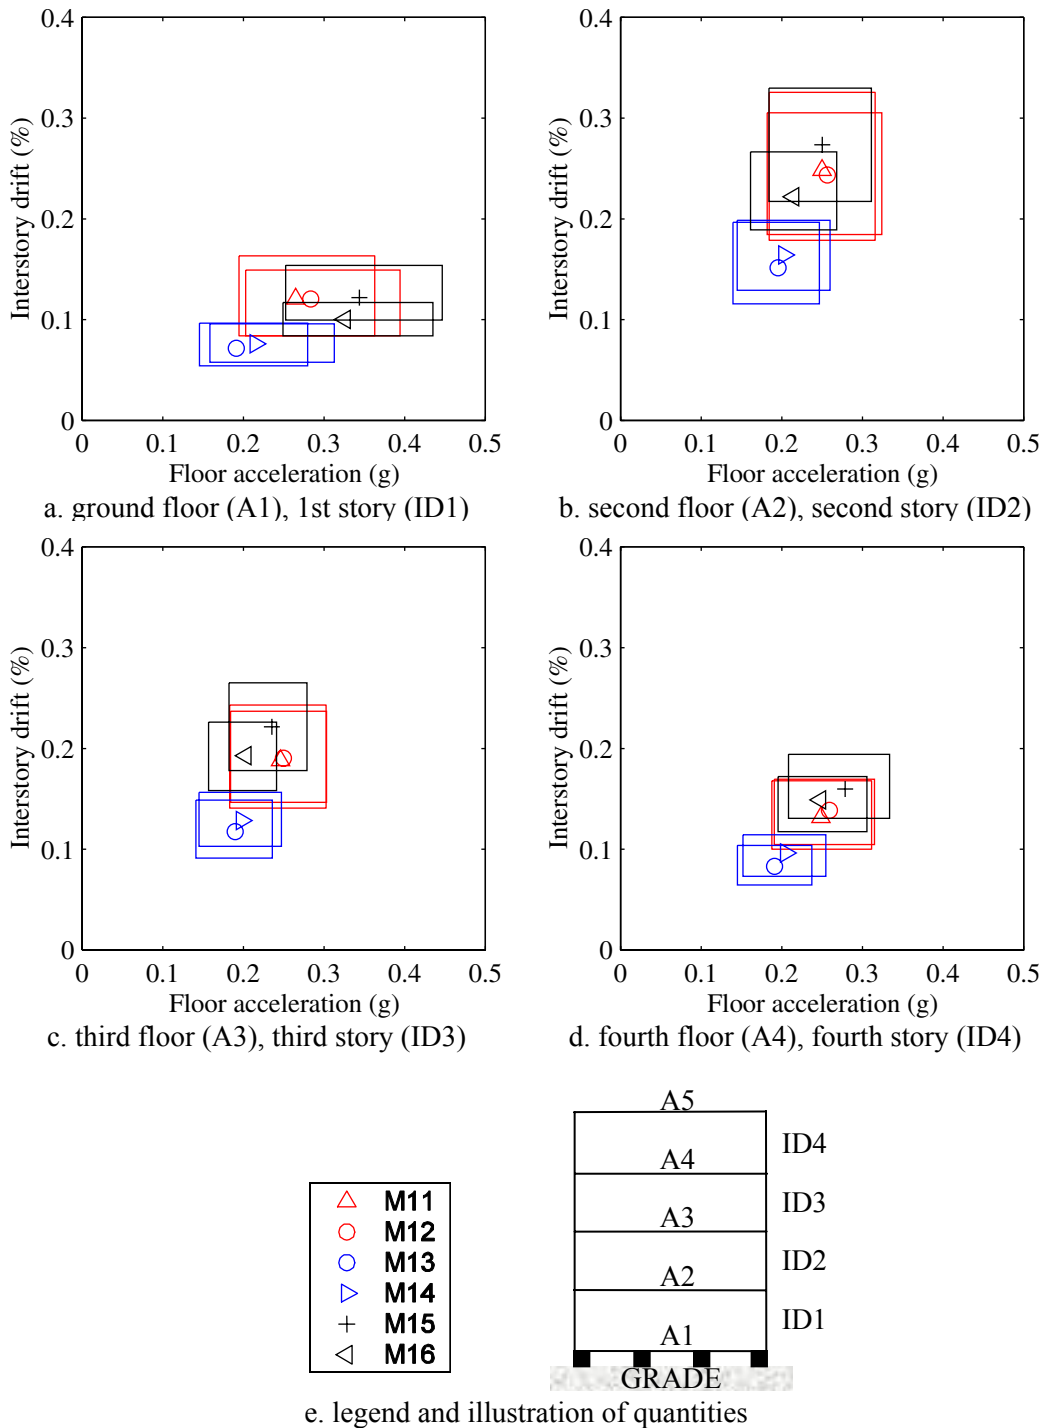 0.4
0.3
0.2
0.1
0
Interstory drift (%)
0 0.1 0.2 0.3 0.4 0.5
Floor acceleration (g)
a. ground floor (A1), 1st story (ID1)
0.4
0.3
0.2
0.1
0
Interstory drift (%)
0 0.1 0.2 0.3 0.4 0.5
Floor acceleration (g)
b. second floor (A2), second story (ID2)
0.4
0.3
0.2
0.1
0
Interstory drift (%)
0 0.1 0.2 0.3 0.4 0.5
Floor acceleration (g)
c. third floor (A3), third story (ID3)
0.4
0.3
0.2
0.1
0
Interstory drift (%)
0 0.1 0.2 0.3 0.4 0.5
Floor acceleration (g)
d. fourth floor (A4), fourth story (ID4)
M11
M12
M13
M14
M15
M16
A5
ID4
A4
ID3
A3
ID2
A2
ID1
A1
GRADE
e. legend and illustration of quantities